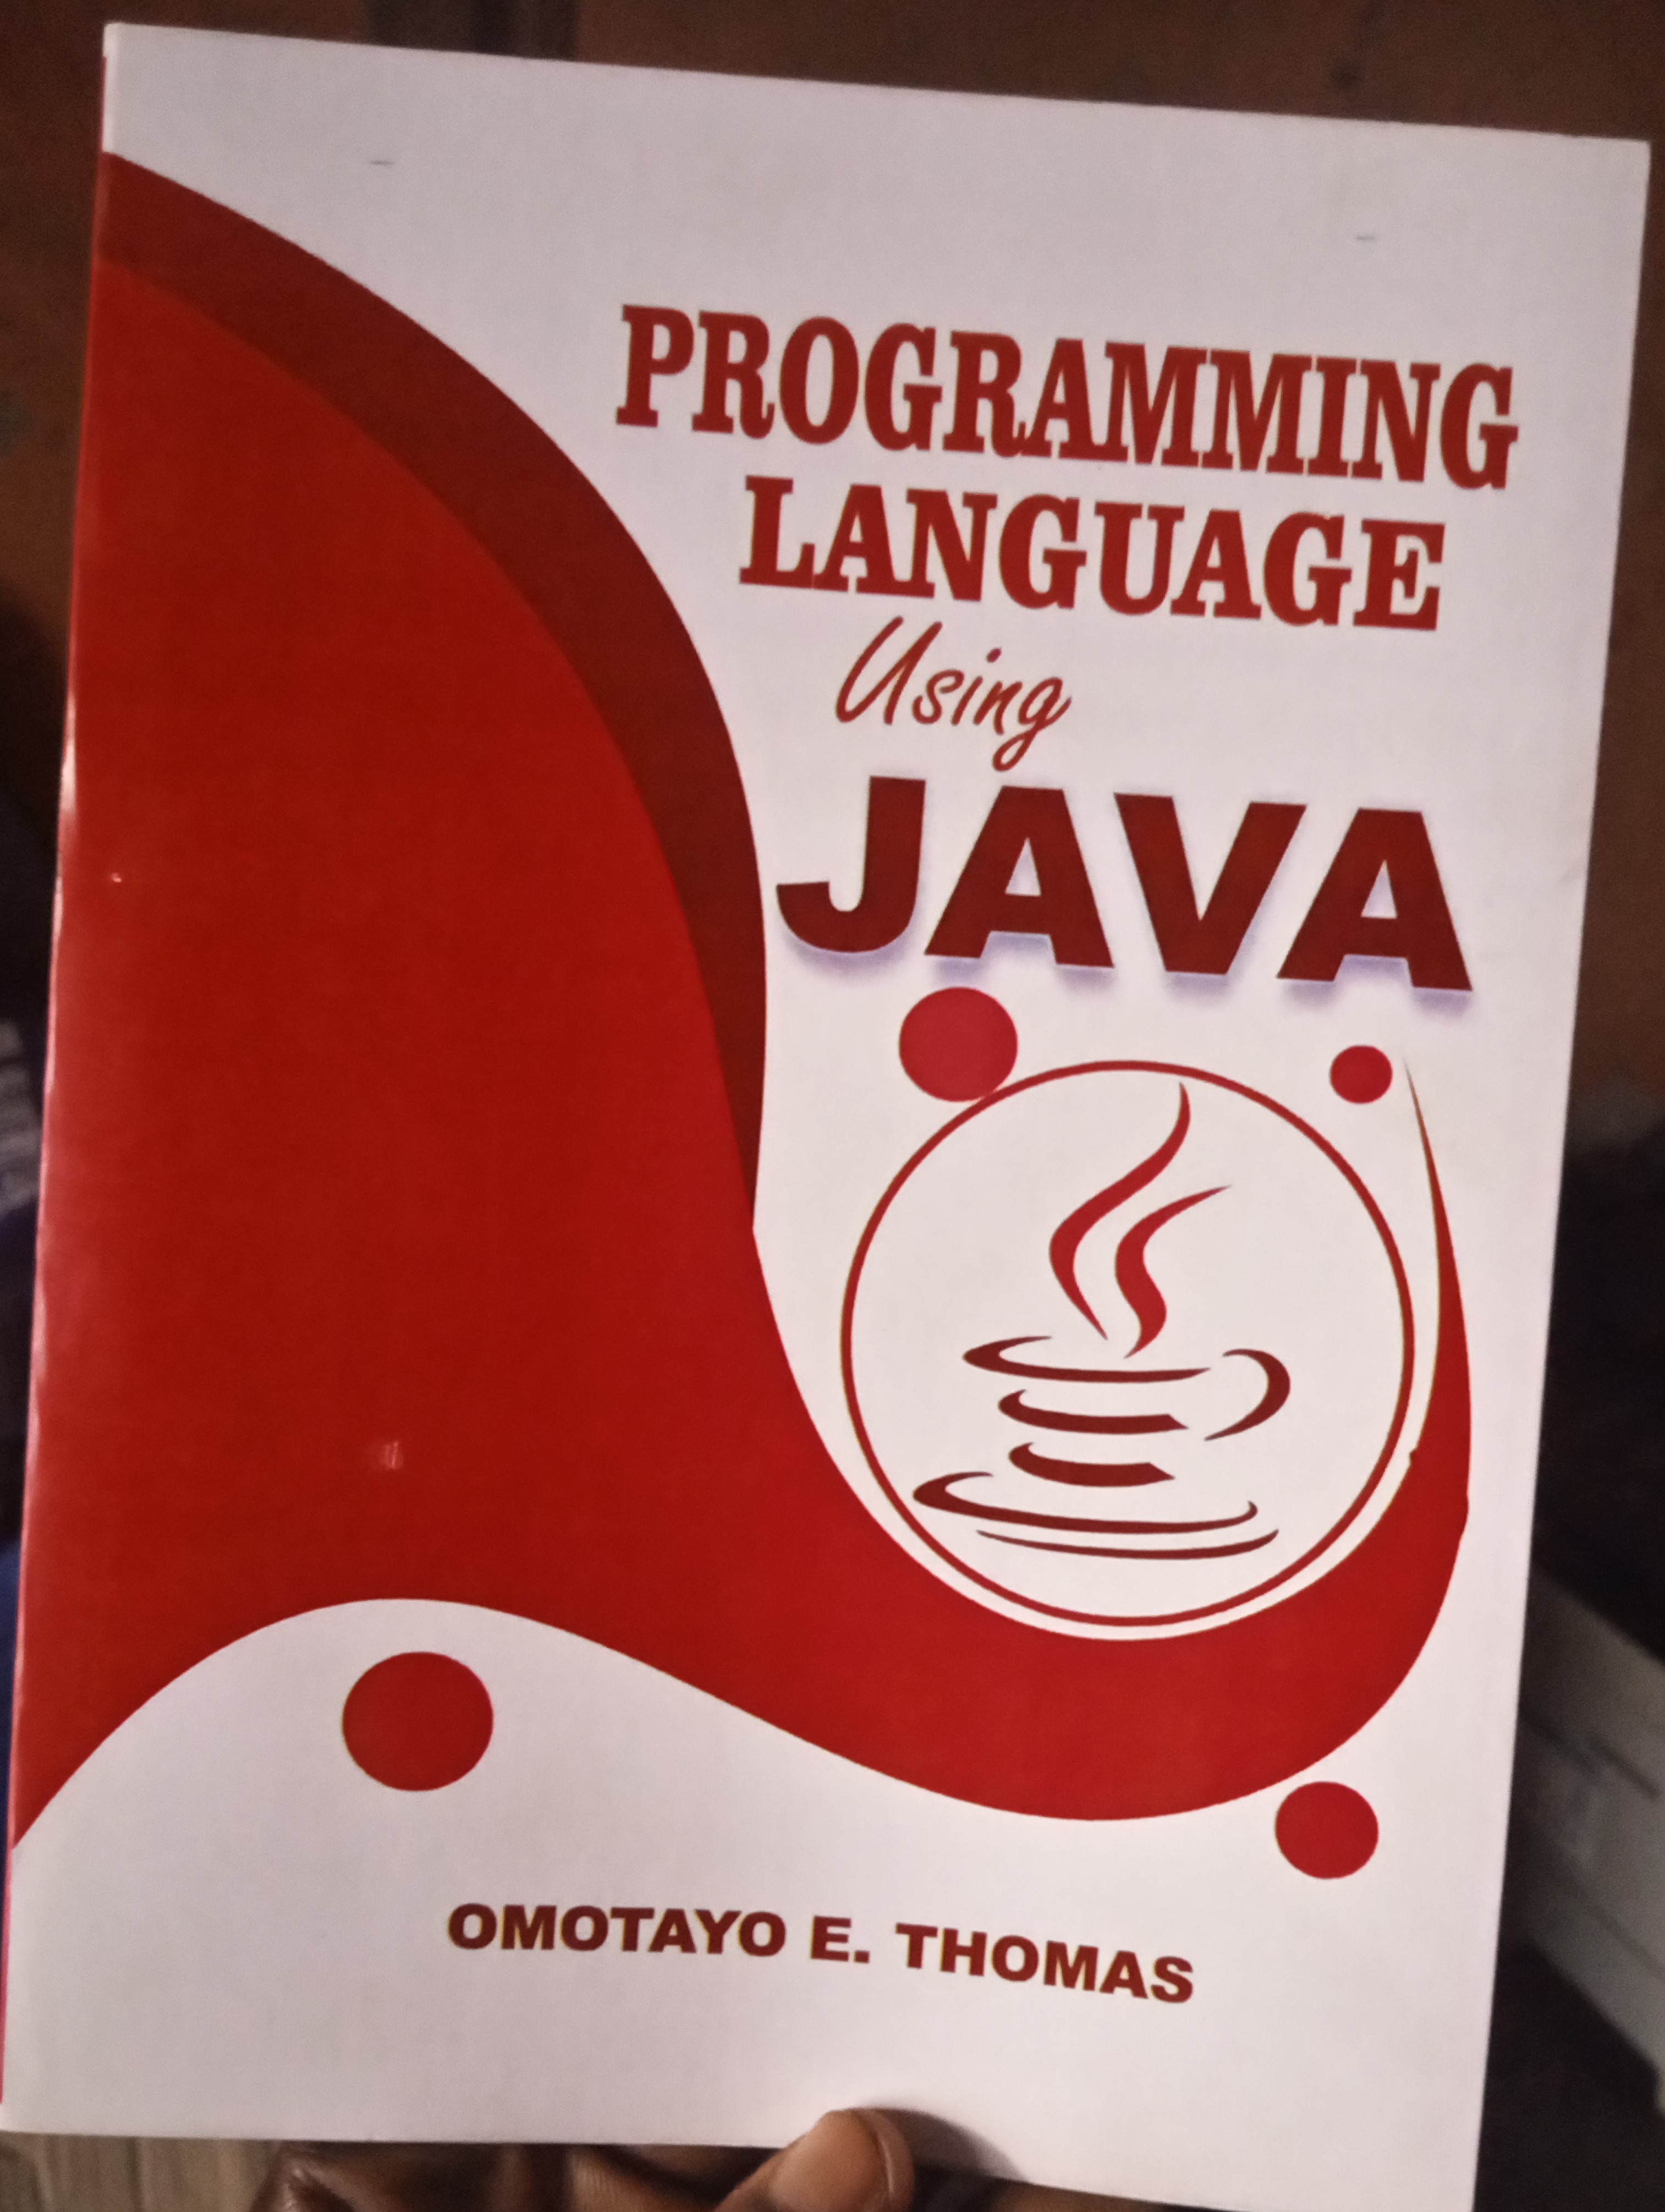 PROGRAMMING
LANGUAGE
Using
JAVA
OMOTAYO E. THOMAS